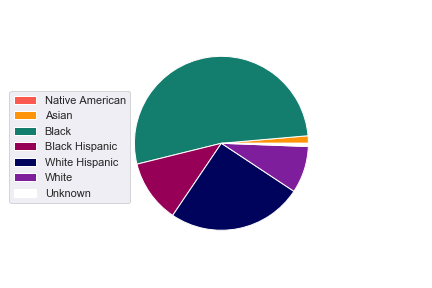 Native American
Asian
Black
Black Hispanic
White Hispanic
White
Unknown